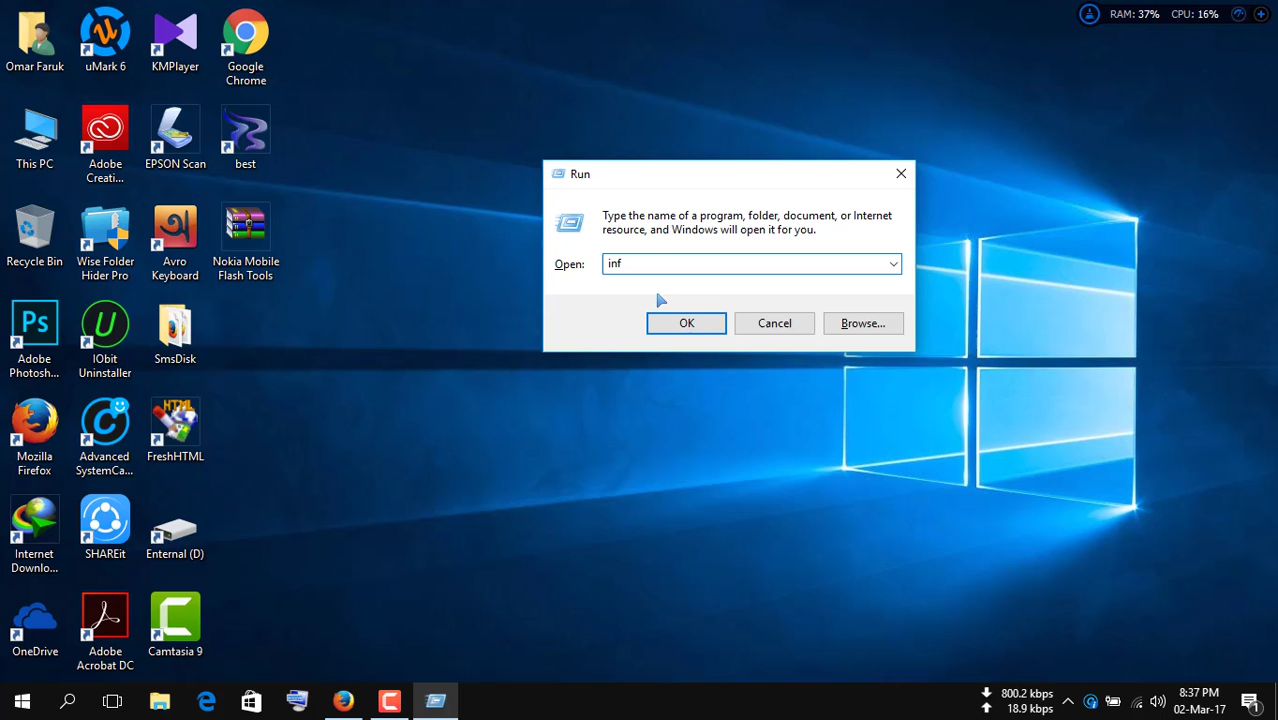 RAM: 37% CPU: 16%
Omar Faruk
uMark 6
KMPlayer
Google
Chrome
This PC
Adobe
Creati...
EPSON Scan
best
Recycle Bin
Wise Folder
Hider Pro
Avro
Keyboard
Nokia Mobile
Flash Tools
Ps
Adobe
Photosh...
IObit
Uninstaller
SmsDisk
Mozilla
Firefox
Advanced
SystemCa...
HTML
FreshHTML
Internet
Downlo...
SHAREit
Enternal (D)
OneDrive
Adobe
Acrobat DC
Camtasia 9
Run
Type the name of a program, folder, document, or Internet
resource, and Windows will open it for you.
Open: inf
OK Cancel Browse...
800.2 kbps
18.9 kbps
8:37 PM
02-Mar-17
1